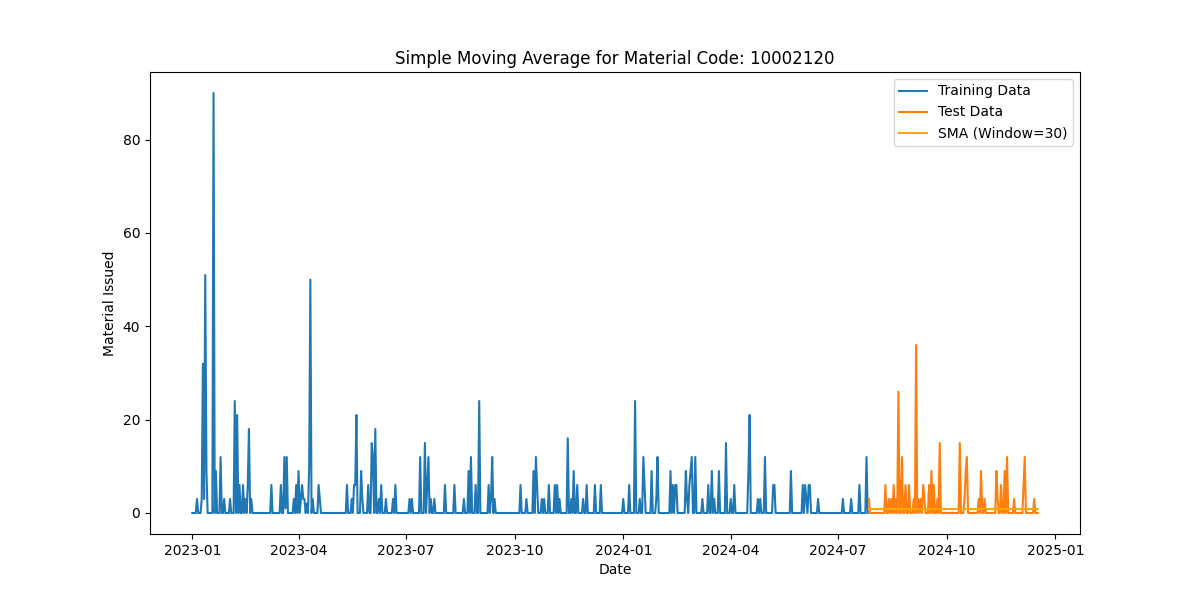 Simple Moving Average for Material Code: 10002120
Training Data
Test Data
SMA (Window=30)
Material Issued
80
60
40
20
0
2023-01 2023-04 2023-07 2023-10 2024-01 2024-04 2024-07 2024-10 2025-01
Date